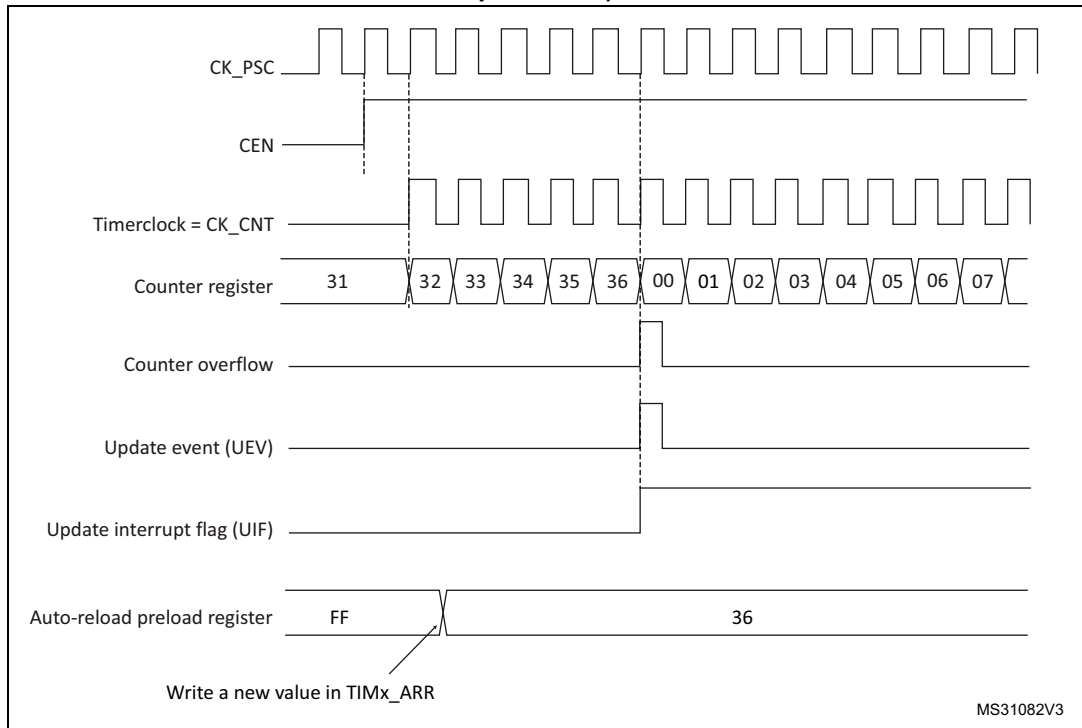 CK_PSC
CEN
Timerclock = CK_CNT
Counter register 31 32 33 34 35 36 00 01 02 03 04 05 06 07
Counter overflow
Update event (UEV)
Update interrupt flag (UIF)
Auto-reload preload register FF 36
Write a new value in TIMx_ARR
MS31082V3